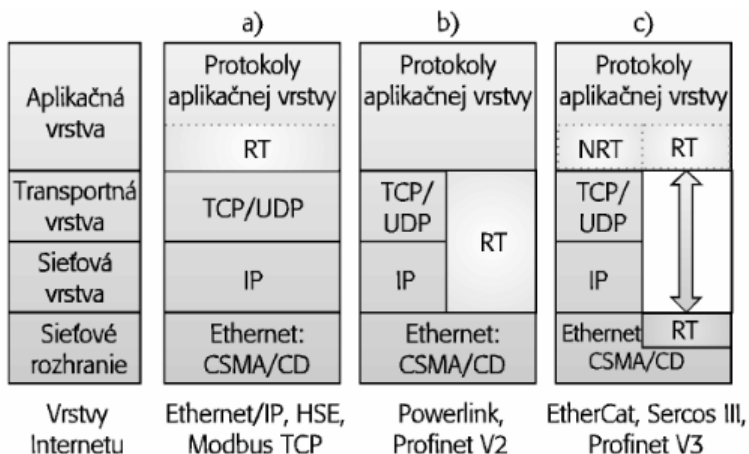 a)
b)
c)
Aplikačná
vrstva
Transportná
vrstva
Sieťová
vrstva
Sieťové
rozhranie
Vrstvy
Internetu
Protokoly
aplikačnej vrstvy
RT
TCP/UDP
IP
Ethernet:
CSMA/CD
Ethernet/IP, HSE,
Modbus TCP
Protokoly
aplikačnej vrstvy
TCP/
UDP
RT
IP
Ethernet:
CSMA/CD
Powerlink,
Profinet V2
Protokoly
aplikačnej vrstvy
NRT
RT
TCP/
UDP
IP
Ethernet
RT
CSMA/CD
EtherCat, Sercos III,
Profinet V3